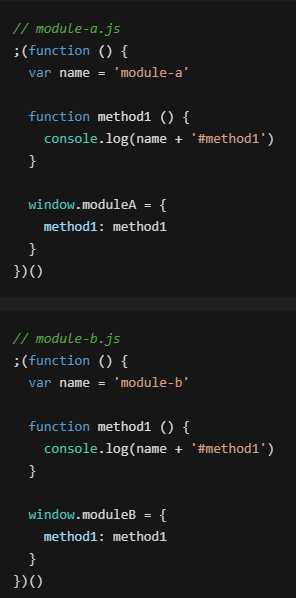 // module-a.js
;(function () {
  var name = 'module-a'

  function method1 () {
    console.log(name + '#method1')
  }

  window.moduleA = {
    method1: method1
  }
})()
// module-b.js
;(function () {
  var name = 'module-b'

  function method1 () {
    console.log(name + '#method1')
  }

  window.moduleB = {
    method1: method1
  }
})()